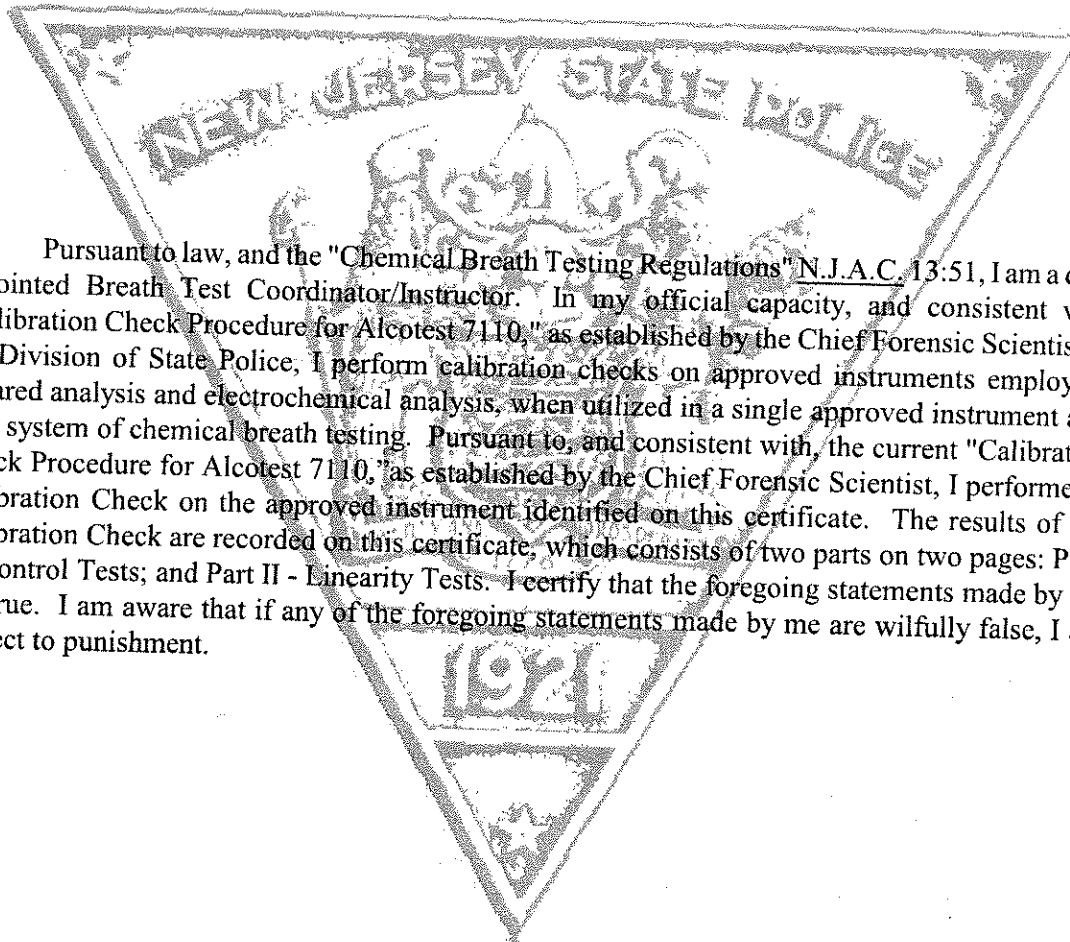 NEW JERSEY STATE POLICE
Pursuant to law, and the "Chemical Breath Testing Regulations" N.J.A.C. 13:51, I am a d
ointed Breath Test Coordinator/Instructor. In my official capacity, and consistent w
libration Check Procedure for Alcotest 7110," as established by the Chief Forensic Scientis
Division of State Police, I perform calibration checks on approved instruments employ
ared analysis and electrochemical analysis, when utilized in a single approved instrument a
system of chemical breath testing. Pursuant to, and consistent with, the current "Calibrat
ck Procedure for Alcotest 7110," as established by the Chief Forensic Scientist, I performe
bration Check on the approved instrument identified on this certificate. The results of
bration Check are recorded on this certificate, which consists of two parts on two pages: P
ontrol Tests; and Part II - Linearity Tests. I certify that the foregoing statements made by
rue. I am aware that if any of the foregoing statements made by me are wilfully false, I
ect to punishment.
1921